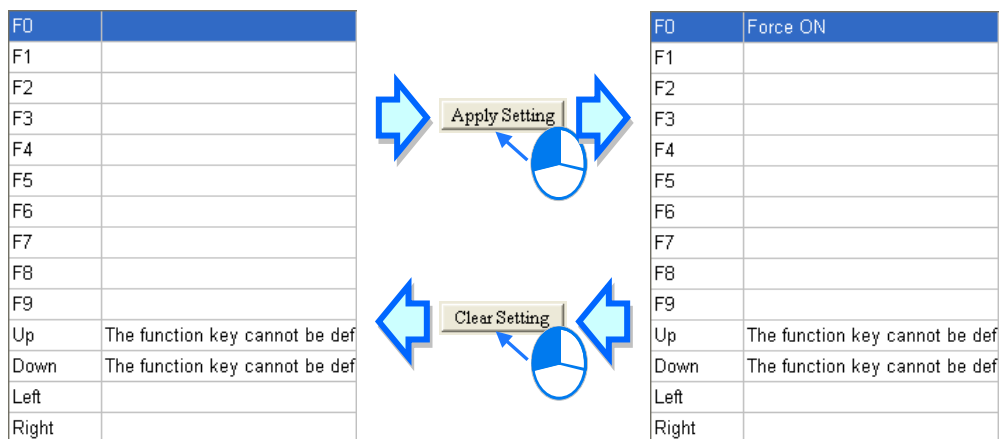 F0
F1
F2
F3
F4
F5
F6
F7
F8
F9
Up The function key cannot be def
Down The function key cannot be def
Left
Right
Apply Setting
Clear Setting
F0 Force ON
F1
F2
F3
F4
F5
F6
F7
F8
F9
Up The function key cannot be def
Down The function key cannot be def
Left
Right